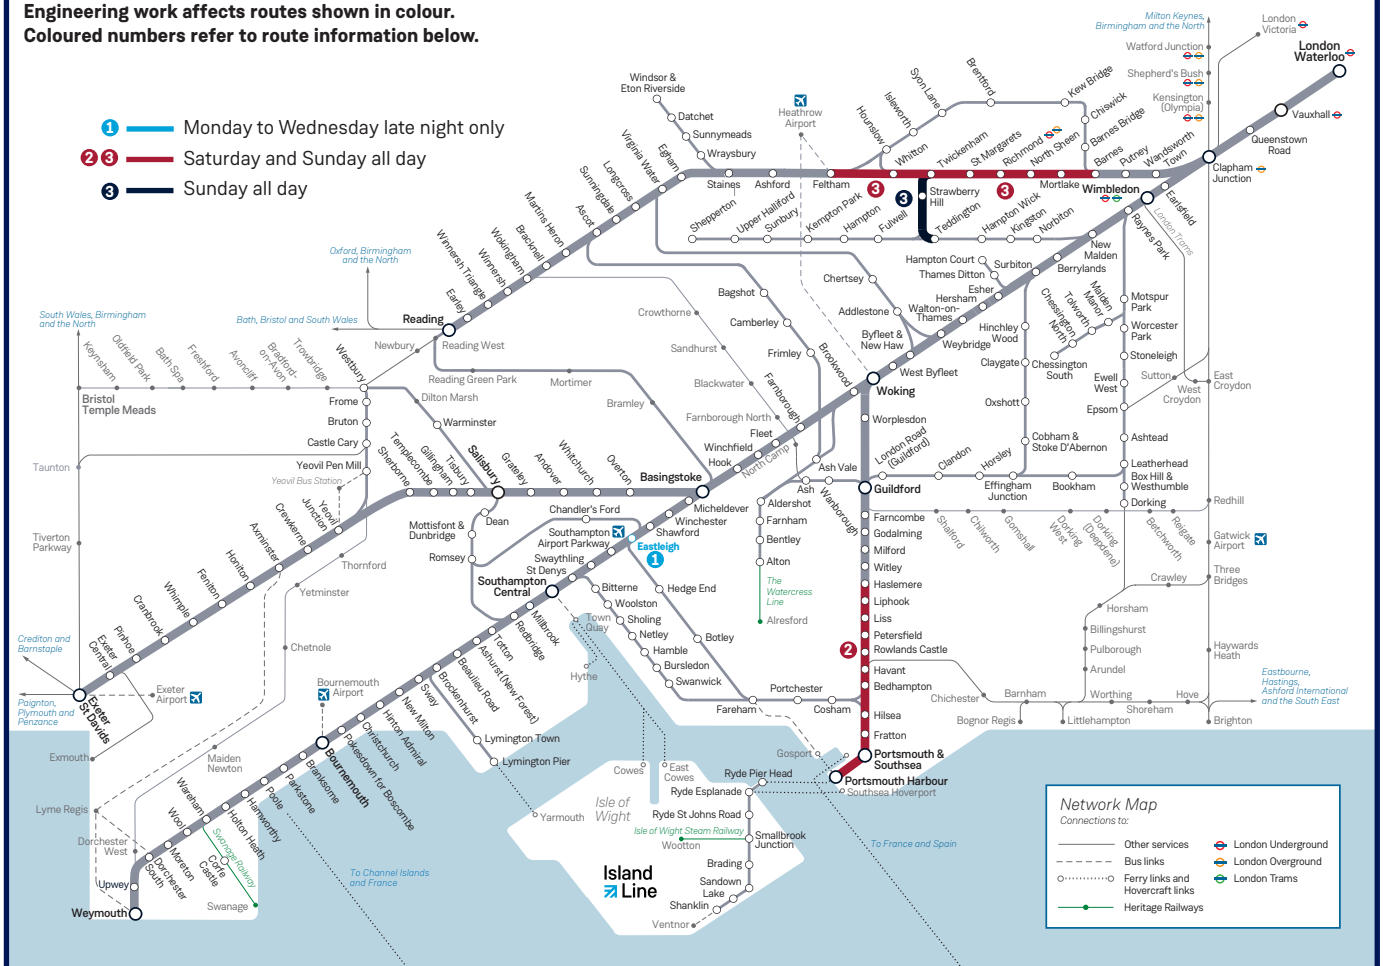 Engineering work affects routes shown in colour.
Coloured numbers refer to route information below.
1 Monday to Wednesday late night only
2 3 Saturday and Sunday all day
3 Sunday all day
Milton Keynes,
Birmingham and the North
London
Victoria
London
Waterloo
Watford Junction
Shepherd's Bush
Kensington
(Olympia)
Vauxhall
Queenstown
Road
Clapham
Junction
Windsor &
Eton Riverside
Datchet
Sunnymeads
Wraysbury
Heathrow
Airport
Hounslow
Isleworth
Syon Lane
Brentford
Kew Bridge
Chiswick
Barnes Bridge
Whitton
Twickenham
St Margarets
Richmond
North Sheen
Mortlake
Barnes
Putney
Wandsworth
Town
Virginia Water
Egham
Staines
Ashford
Feltham
3
3
3
Strawberry
Hill
Wimbledon
Earlsfield
London Trams
Raynes Park
Shepperton
Upper Halliford
Sunbury
Kempton Park
Hampton
Fulwell
Teddington
Hampton Wick
Kingston
Norbiton
New
Malden
Berrylands
Surbiton
Hampton Court
Thames Ditton
Esher
Hersham
Walton-on-
Thames
Weybridge
Chertsey
Addlestone
Byfleet &
New Haw
West Byfleet
Woking
Longcross
Sunningdale
Ascot
Martins Heron
Bracknell
Wokingham
Winnersh
Winnersh Triangle
Earley
Reading
Oxford, Birmingham
and the North
Bath, Bristol and South Wales
South Wales, Birmingham
and the North
Keynsham
Oldfield Park
Bath Spa
Freshford
Avoncliff
Bradford-
on-Avon
Trowbridge
Westbury
Newbury
Reading West
Reading Green Park
Mortimer
Bramley
Bristol
Temple Meads
Dilton Marsh
Warminster
Frome
Bruton
Castle Cary
Yeovil Pen Mill
Yeovil Bus Station
Taunton
Tiverton
Parkway
Bagshot
Camberley
Frimley
Crowthorne
Sandhurst
Blackwater
Farnborough North
North Camp
Brookwood
Farnborough
Fleet
Winchfield
Hook
Basingstoke
Ash Vale
Ash
Wanborough
Aldershot
Farnham
Bentley
Alton
The
Watercress
Line
Alresford
Hinchley
Wood
Claygate
Oxshott
Cobham &
Stoke D'Abernon
Chessington
North
Tolworth
Malden
Manor
Chessington
South
Motspur
Park
Worcester
Park
Stoneleigh
Ewell
West
Epsom
Ashtead
Leatherhead
Box Hill &
Westhumble
Dorking
Sutton
West
Croydon
East
Croydon
Redhill
Gatwick
Airport
Three
Bridges
Crawley
Horsham
Billingshurst
Pulborough
Arundel
Haywards
Heath
Worplesdon
London Road
(Guildford)
Clandon
Horsley
Effingham
Junction
Bookham
Guildford
Shalford
Chilworth
Gomshall
Dorking
West
Dorking
(Deepdene)
Betchworth
Reigate
Farncombe
Godalming
Milford
Witley
Haslemere
Liphook
Liss
Petersfield
2
Rowlands Castle
Havant
Bedhampton
Hilsea
Fratton
Portsmouth &
Southsea
Portsmouth Harbour
Southsea Hoverport
Chichester
Barnham
Bognor Regis
Littlehampton
Worthing
Shoreham
Hove
Brighton
Eastbourne,
Hastings,
Ashford International
and the South East
Sherborne
Templecombe
Gillingham
Tisbury
Salisbury
Grateley
Andover
Whitchurch
Overton
Micheldever
Winchester
Shawford
Chandler's Ford
Southampton
Airport Parkway
Eastleigh
1
Swaythling
St Denys
Southampton
Central
Dean
Mottisfont &
Dunbridge
Romsey
Hedge End
Botley
Bitterne
Woolston
Sholing
Netley
Hamble
Bursledon
Swanwick
Fareham
Portchester
Cosham
Gosport
Town
Quay
Hythe
Millbrook
Redbridge
Totton
Ashurst (New Forest)
Beaulieu Road
Brockenhurst
Sway
New Milton
Hinton Admiral
Christchurch
Pokesdown for Boscombe
Bournemouth
Bournemouth
Airport
Branksome
Parkstone
Poole
Hamworthy
Holton Heath
Wareham
Wool
Moreton
Dorchester
South
Upwey
Weymouth
Dorchester
West
Corfe
Castle
Swanage Railway
Swanage
Lymington Town
Lymington Pier
Yarmouth
Yeovil
Junction
Crewkerne
Axminster
Honiton
Feniton
Whimple
Cranbrook
Pinhoe
Exeter
Central
Exeter
St Davids
Exeter
Airport
Exmouth
Crediton and
Barnstaple
Paignton,
Plymouth and
Penzance
Lyme Regis
Thornford
Yetminster
Chetnole
Maiden
Newton
Cowes
East
Cowes
Isle of
Wight
Ryde Pier Head
Ryde Esplanade
Ryde St Johns Road
Isle of Wight Steam Railway
Wootton
Smallbrook
Junction
Brading
Sandown
Lake
Shanklin
Ventnor
Island
Line
To Channel Islands
and France
To France and Spain
Network Map
Connections to:
Other services
Bus links
Ferry links and
Hovercraft links
Heritage Railways
London Underground
London Overground
London Trams